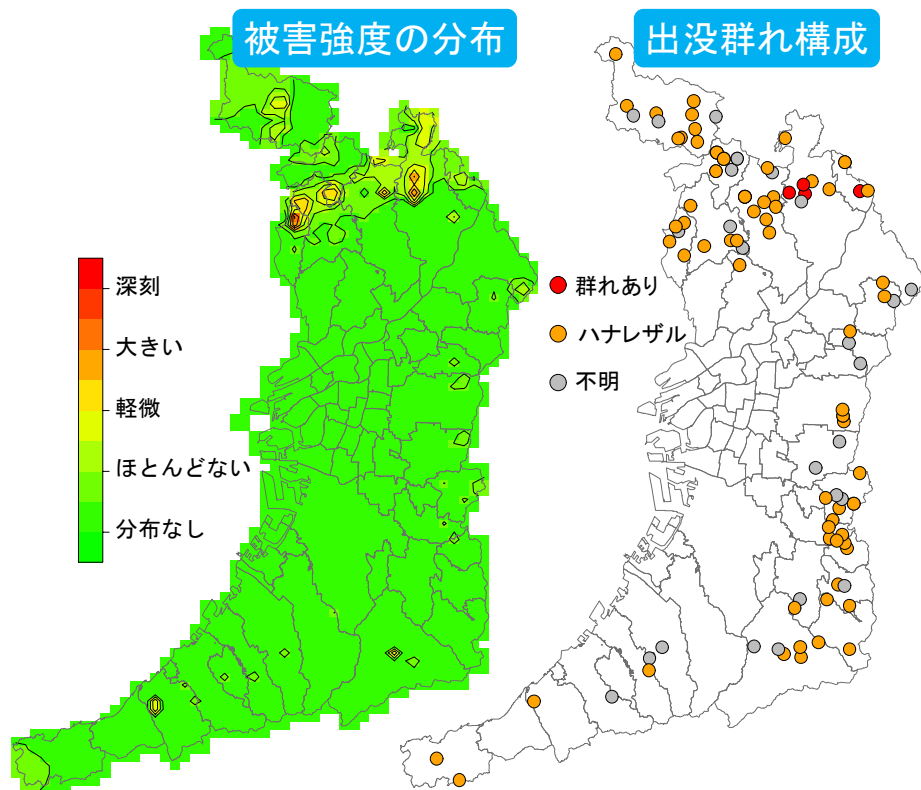 被害強度の分布
出没群れ構成
深刻
大きい
軽微
ほとんどない
分布なし
群れあり
ハナレザル
不明